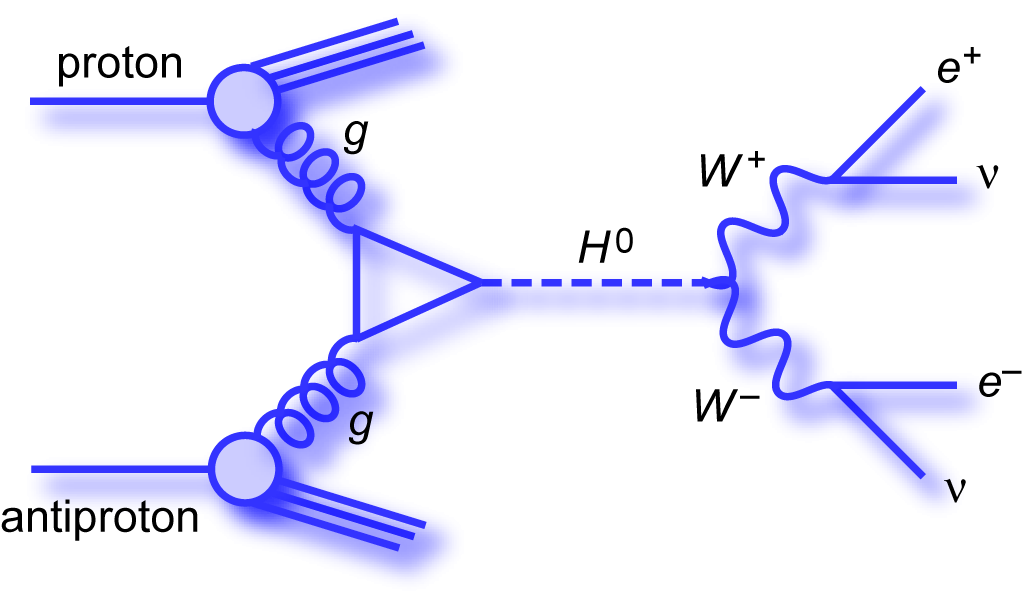 proton
g
e⁺
W⁺
ν
H⁰
W⁻
e⁻
g
ν
antiproton